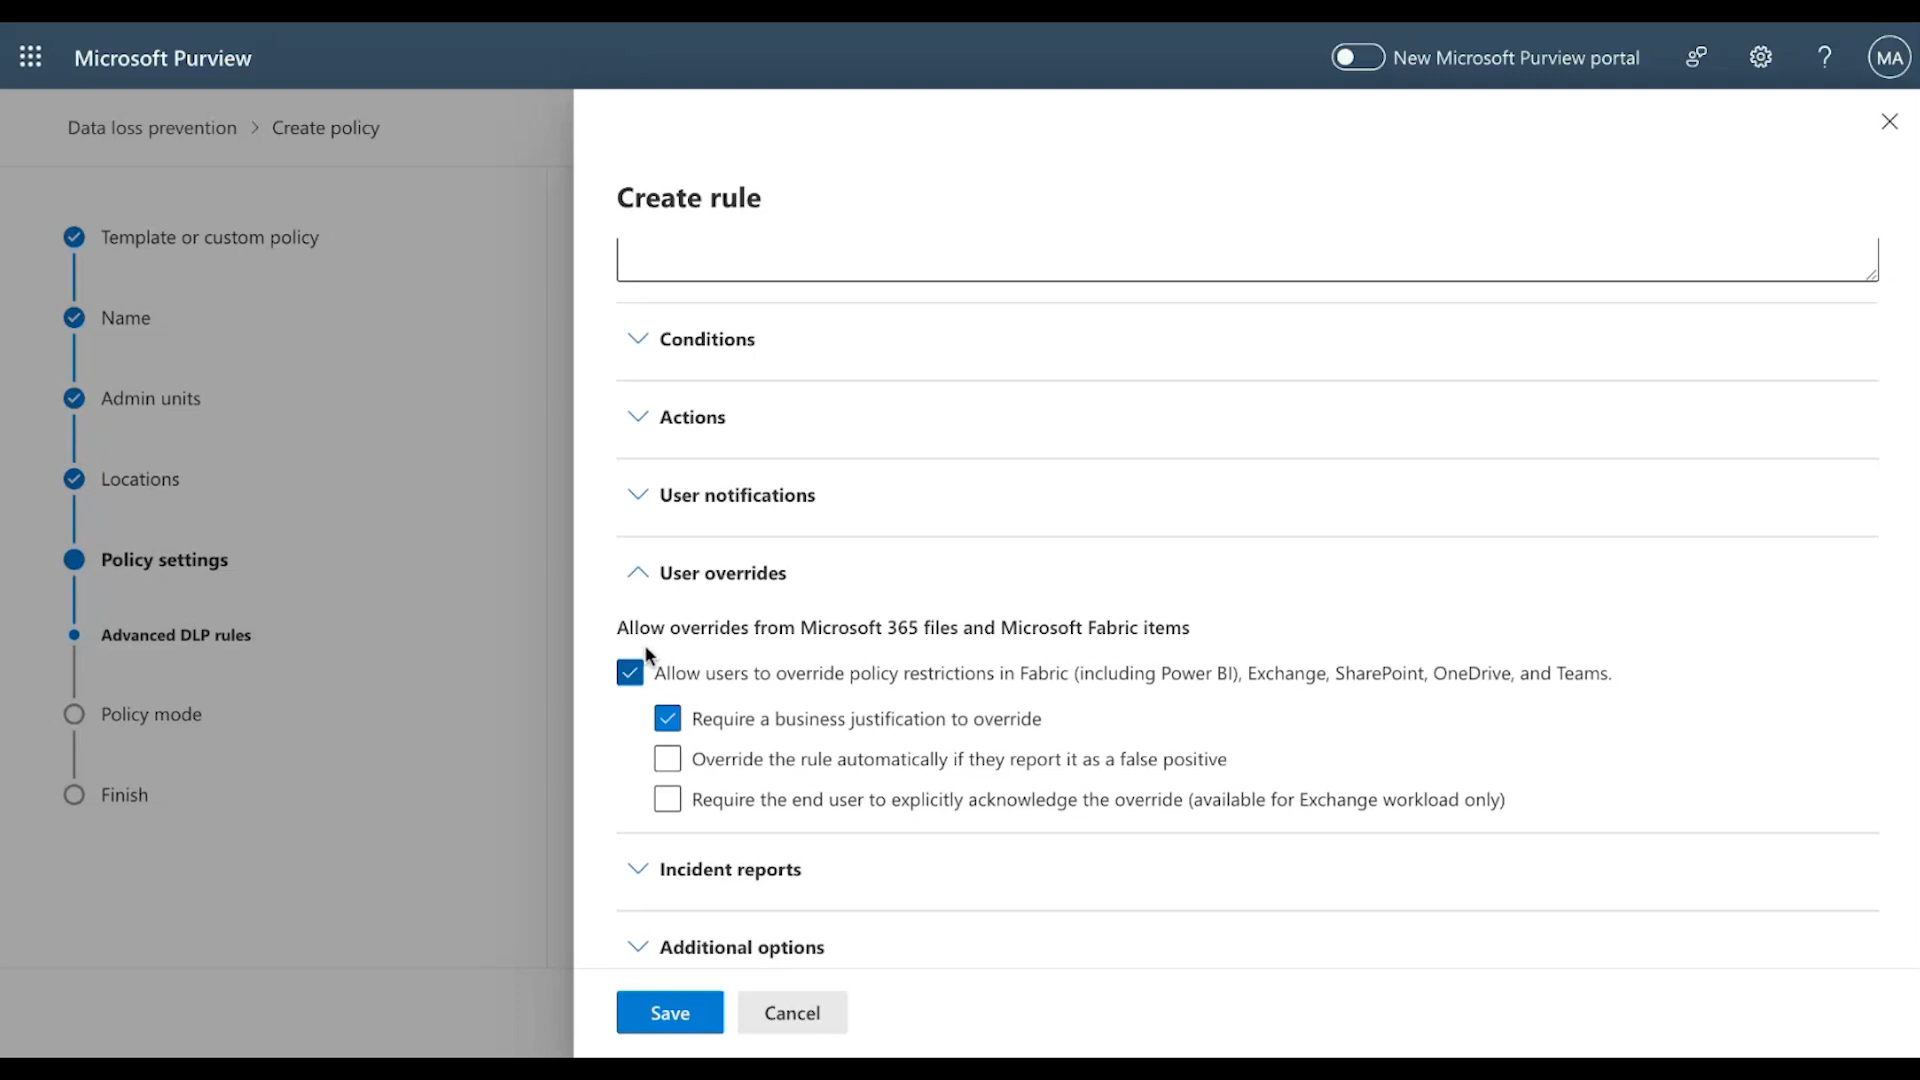 Microsoft Purview
New Microsoft Purview portal
?
MA
Data loss prevention > Create policy
Template or custom policy
Name
Admin units
Locations
Policy settings
Advanced DLP rules
Policy mode
Finish
Create rule
Conditions
Actions
User notifications
User overrides
Allow overrides from Microsoft 365 files and Microsoft Fabric items
Allow users to override policy restrictions in Fabric (including Power BI), Exchange, SharePoint, OneDrive, and Teams.
Require a business justification to override
Override the rule automatically if they report it as a false positive
Require the end user to explicitly acknowledge the override (available for Exchange workload only)
Incident reports
Additional options
Save
Cancel